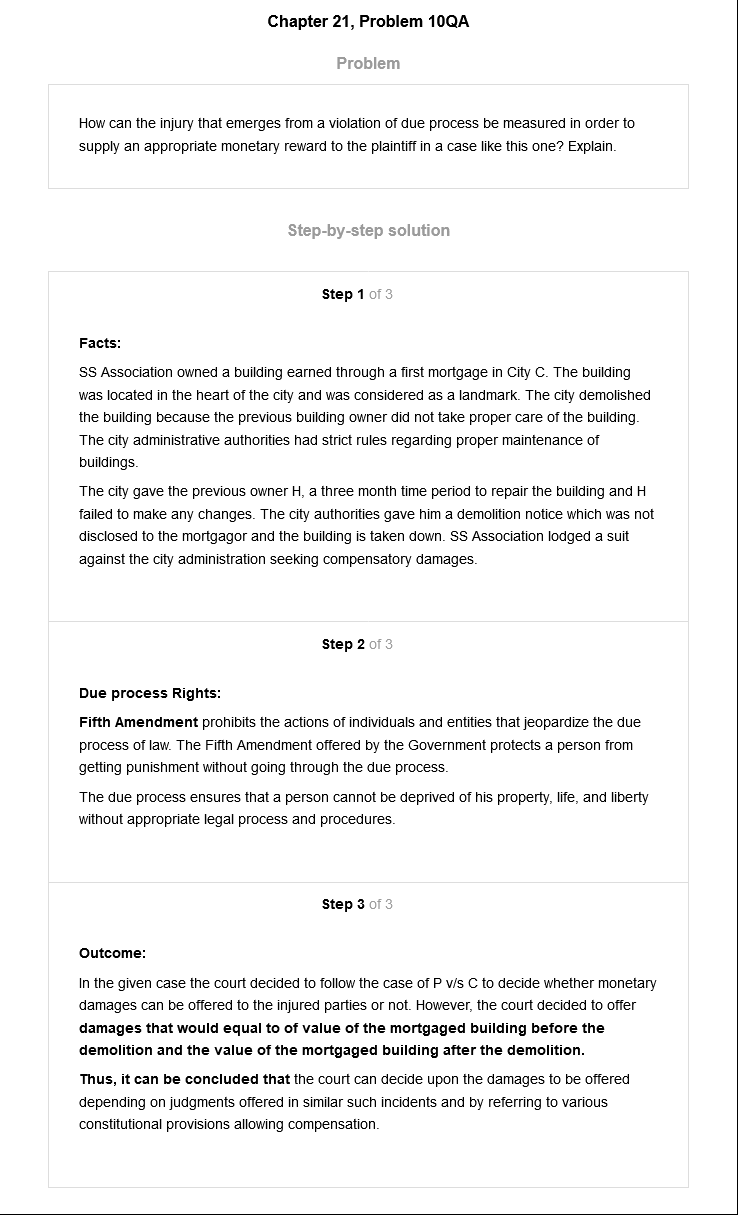 Chapter 21, Problem 10QA
Problem
How can the injury that emerges from a violation of due process be measured in order to
supply an appropriate monetary reward to the plaintiff in a case like this one? Explain.
Step-by-step solution
Step 1 of 3
Facts:
SS Association owned a building earned through a first mortgage in City C. The building
was located in the heart of the city and was considered as a landmark. The city demolished
the building because the previous building owner did not take proper care of the building.
The city administrative authorities had strict rules regarding proper maintenance of
buildings.
The city gave the previous owner H, a three month time period to repair the building and H
failed to make any changes. The city authorities gave him a demolition notice which was not
disclosed to the mortgagor and the building is taken down. SS Association lodged a suit
against the city administration seeking compensatory damages.
Step 2 of 3
Due process Rights:
Fifth Amendment prohibits the actions of individuals and entities that jeopardize the due
process of law. The Fifth Amendment offered by the Government protects a person from
getting punishment without going through the due process.
The due process ensures that a person cannot be deprived of his property, life, and liberty
without appropriate legal process and procedures.
Step 3 of 3
Outcome:
In the given case the court decided to follow the case of P v/s C to decide whether monetary
damages can be offered to the injured parties or not. However, the court decided to offer
damages that would equal to of value of the mortgaged building before the
demolition and the value of the mortgaged building after the demolition.
Thus, it can be concluded that the court can decide upon the damages to be offered
depending on judgments offered in similar such incidents and by referring to various
constitutional provisions allowing compensation.